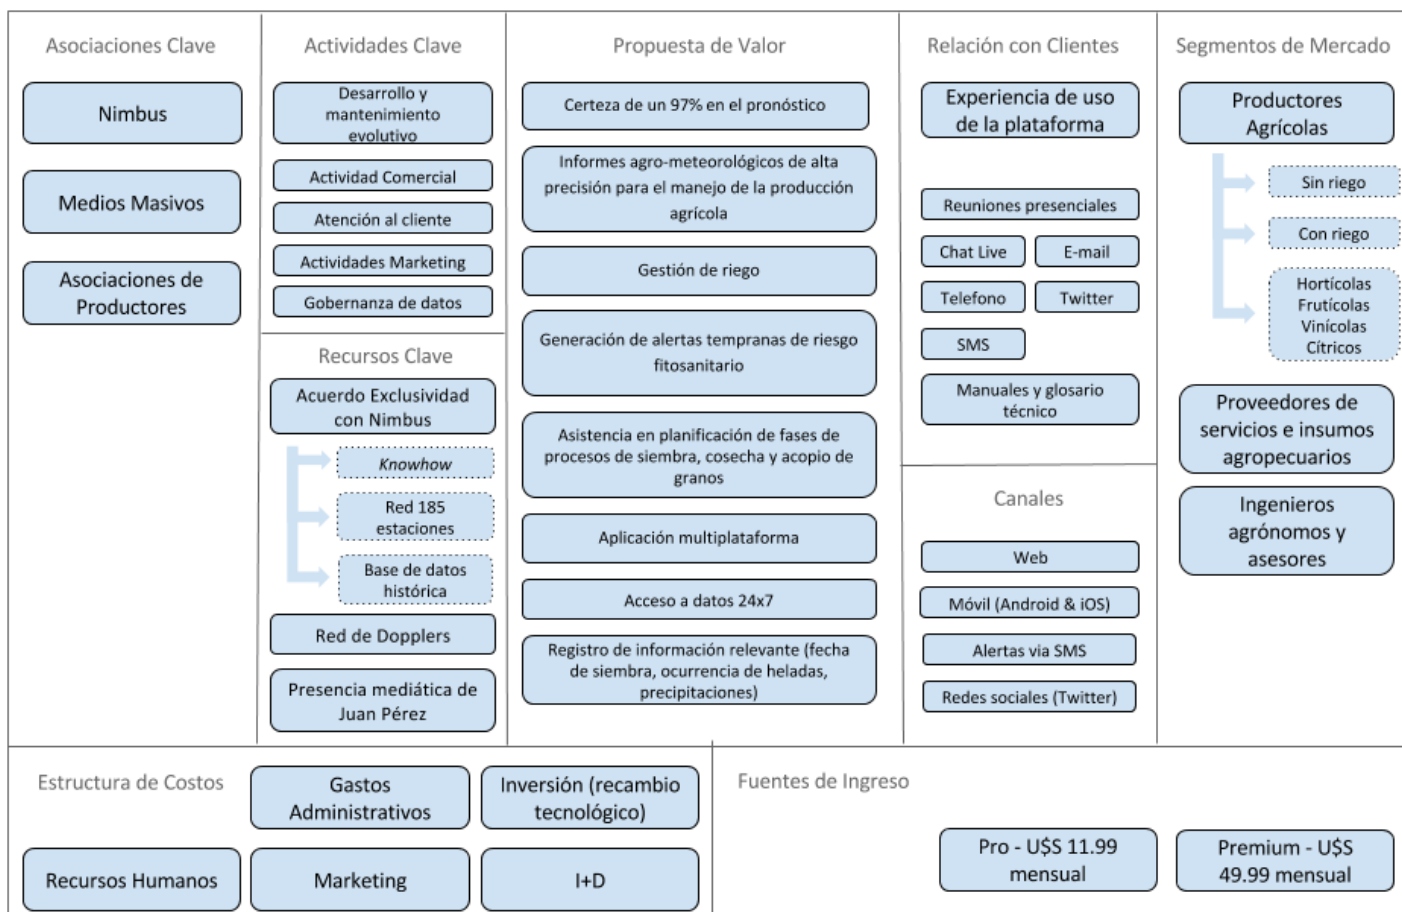 Asociaciones Clave
Nimbus
Medios Masivos
Asociaciones de
Productores
Actividades Clave
Desarrollo y
mantenimiento
evolutivo
Actividad Comercial
Atención al cliente
Actividades Marketing
Gobernanza de datos
Recursos Clave
Acuerdo Exclusividad
con Nimbus
Knowhow
Red 185
estaciones
Base de datos
histórica
Red de Dopplers
Presencia mediática de
Juan Pérez
Propuesta de Valor
Certeza de un 97% en el pronóstico
Informes agro-meteorológicos de alta
precisión para el manejo de la producción
agrícola
Gestión de riego
Generación de alertas tempranas de riesgo
fitosanitario
Asistencia en planificación de fases de
procesos de siembra, cosecha y acopio de
granos
Aplicación multiplataforma
Acceso a datos 24x7
Registro de información relevante (fecha
de siembra, ocurrencia de heladas,
precipitaciones)
Relación con Clientes
Experiencia de uso
de la plataforma
Reuniones presenciales
Chat Live
E-mail
Telefono
Twitter
SMS
Manuales y glosario
técnico
Canales
Web
Móvil (Android & iOS)
Alertas via SMS
Redes sociales (Twitter)
Segmentos de Mercado
Productores
Agrícolas
Sin riego
Con riego
Hortícolas
Frutícolas
Vinícolas
Cítricos
Proveedores de
servicios e insumos
agropecuarios
Ingenieros
agrónomos y
asesores
Estructura de Costos
Gastos
Administrativos
Inversión (recambio
tecnológico)
Recursos Humanos
Marketing
I+D
Fuentes de Ingreso
Pro - U$S 11.99
mensual
Premium - U$S
49.99 mensual